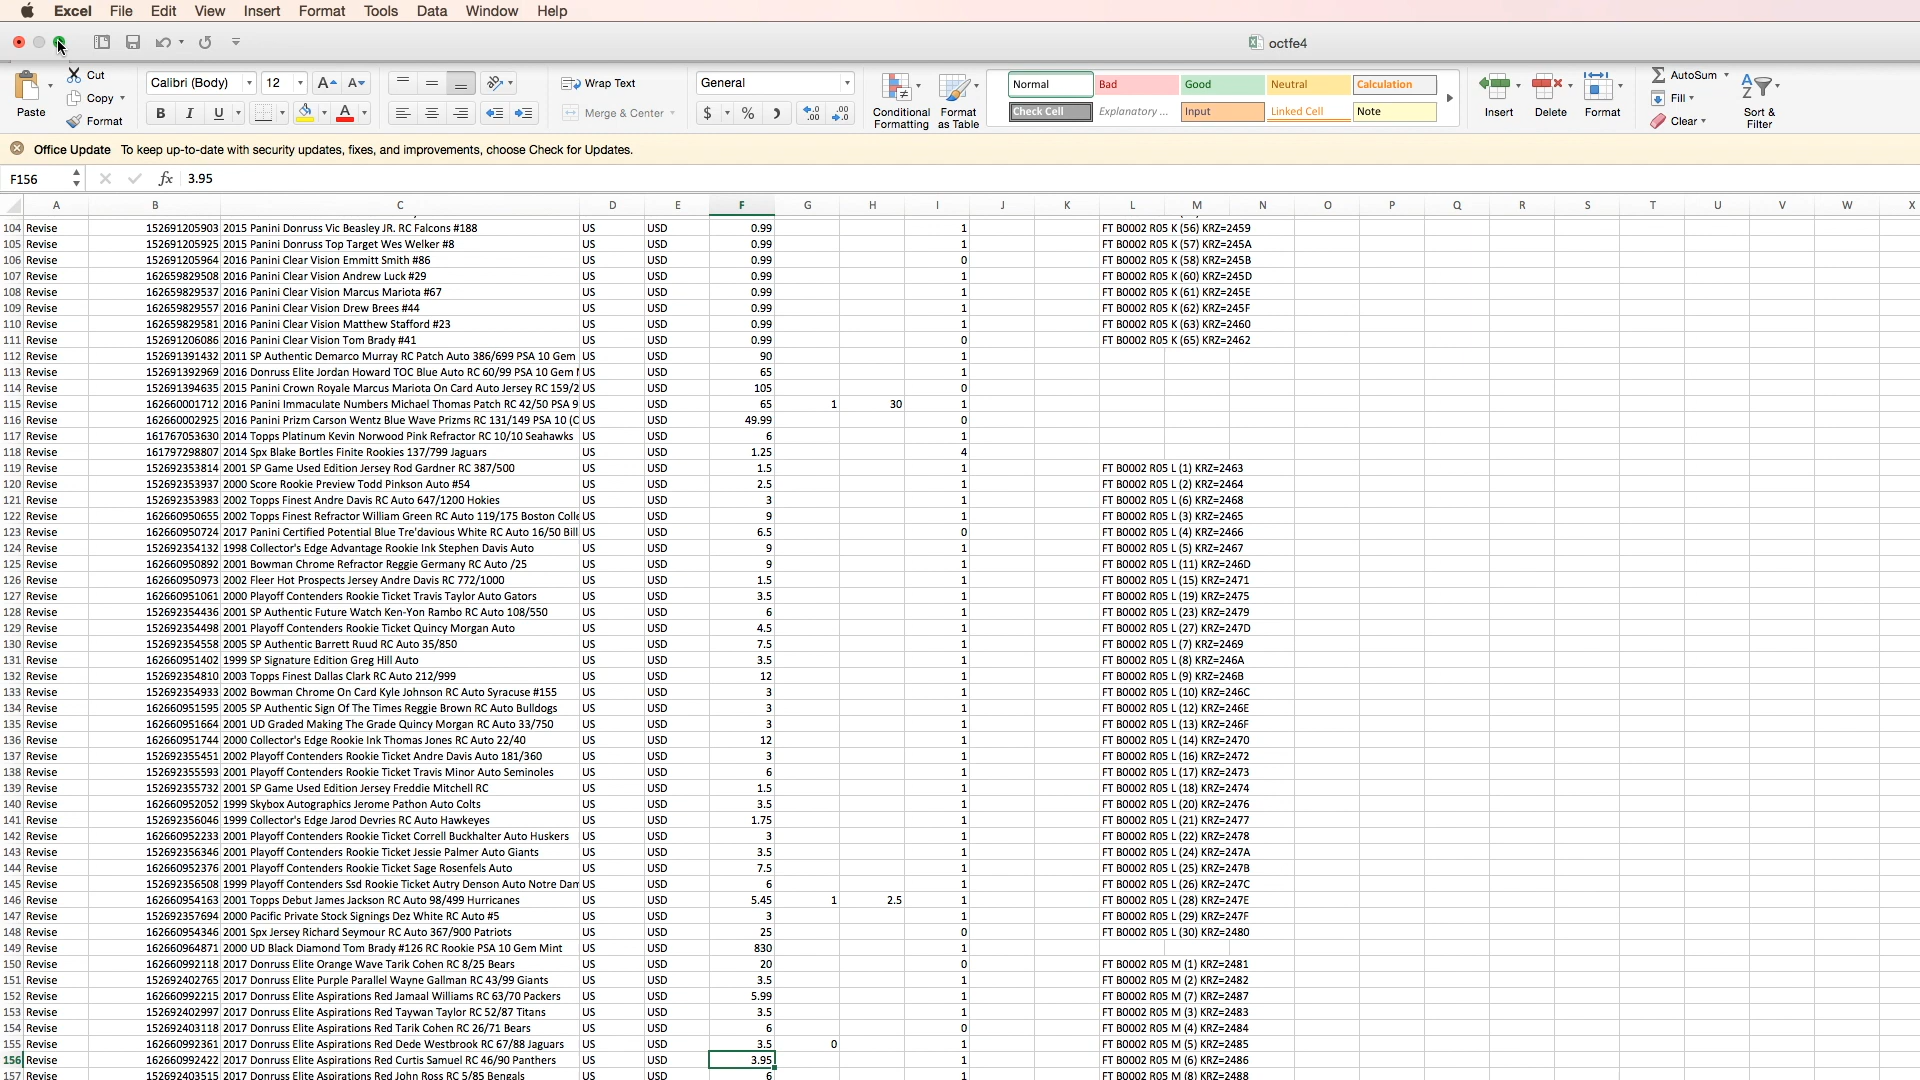 Excel File Edit View Insert Format Tools Data Window Help
octfe4
Paste Cut Copy Format Calibri (Body) 12 Wrap Text Merge & Center General Conditional Formatting Format as Table Normal Bad Good Neutral Calculation Check Cell Explanatory ... Input Linked Cell Note Insert Delete Format AutoSum Fill Clear Sort & Filter
B I U A $ % .00
Office Update To keep up-to-date with security updates, fixes, and improvements, choose Check for Updates.
F156 fx 3.95
A B C D E F G H I J K L M N O P Q R S T U V W X
104 Revise 152691205903 2015 Panini Donruss Vic Beasley JR. RC Falcons #188 US USD 0.99 1 FT B0002 R05 K (56) KRZ=2459
105 Revise 152691205925 2015 Panini Donruss Top Target Wes Welker #8 US USD 0.99 1 FT B0002 R05 K (57) KRZ=245A
106 Revise 152691205964 2016 Panini Clear Vision Emmitt Smith #86 US USD 0.99 0 FT B0002 R05 K (58) KRZ=245B
107 Revise 162659829508 2016 Panini Clear Vision Andrew Luck #29 US USD 0.99 1 FT B0002 R05 K (60) KRZ=245D
108 Revise 162659829537 2016 Panini Clear Vision Marcus Mariota #67 US USD 0.99 1 FT B0002 R05 K (61) KRZ=245E
109 Revise 162659829557 2016 Panini Clear Vision Drew Brees #44 US USD 0.99 1 FT B0002 R05 K (62) KRZ=245F
110 Revise 162659829581 2016 Panini Clear Vision Matthew Stafford #23 US USD 0.99 1 FT B0002 R05 K (63) KRZ=2460
111 Revise 152691206086 2016 Panini Clear Vision Tom Brady #41 US USD 0.99 0 FT B0002 R05 K (65) KRZ=2462
112 Revise 152691391432 2011 SP Authentic Demarco Murray RC Patch Auto 386/699 PSA 10 Gem US USD 90 1
113 Revise 152691392969 2016 Donruss Elite Jordan Howard TOC Blue Auto RC 60/99 PSA 10 Gem US USD 65 1
114 Revise 152691394635 2015 Panini Crown Royale Marcus Mariota On Card Auto Jersey RC 159/2 US USD 105 0
115 Revise 162660001712 2016 Panini Immaculate Numbers Michael Thomas Patch RC 42/50 PSA 9 US USD 65 1 30 1
116 Revise 162660002925 2016 Panini Prizm Carson Wentz Blue Wave Prizms RC 131/149 PSA 10 (C US USD 49.99 0
117 Revise 161767053630 2014 Topps Platinum Kevin Norwood Pink Refractor RC 10/10 Seahawks US USD 6 1
118 Revise 161797298807 2014 Spx Blake Bortles Finite Rookies 137/799 Jaguars US USD 1.25 4
119 Revise 152692353814 2001 SP Game Used Edition Jersey Rod Gardner RC 387/500 US USD 1.5 1 FT B0002 R05 L (1) KRZ=2463
120 Revise 152692353937 2000 Score Rookie Preview Todd Pinkson Auto #54 US USD 2.5 1 FT B0002 R05 L (2) KRZ=2464
121 Revise 152692353983 2002 Topps Finest Andre Davis RC Auto 647/1200 Hokies US USD 3 1 FT B0002 R05 L (6) KRZ=2468
122 Revise 162660950655 2002 Topps Finest Refractor William Green RC Auto 119/175 Boston Colle US USD 9 1 FT B0002 R05 L (3) KRZ=2465
123 Revise 162660950724 2017 Panini Certified Potential Blue Tre'davious White RC Auto 16/50 Bill US USD 6.5 0 FT B0002 R05 L (4) KRZ=2466
124 Revise 152692354132 1998 Collector's Edge Advantage Rookie Ink Stephen Davis Auto US USD 9 1 FT B0002 R05 L (5) KRZ=2467
125 Revise 162660950892 2001 Bowman Chrome Refractor Reggie Germany RC Auto /25 US USD 9 1 FT B0002 R05 L (11) KRZ=246D
126 Revise 162660950973 2002 Fleer Hot Prospects Jersey Andre Davis RC 772/1000 US USD 1.5 1 FT B0002 R05 L (15) KRZ=2471
127 Revise 162660951061 2000 Playoff Contenders Rookie Ticket Travis Taylor Auto Gators US USD 3.5 1 FT B0002 R05 L (19) KRZ=2475
128 Revise 152692354436 2001 SP Authentic Future Watch Ken-Yon Rambo RC Auto 108/550 US USD 6 1 FT B0002 R05 L (23) KRZ=2479
129 Revise 152692354498 2001 Playoff Contenders Rookie Ticket Quincy Morgan Auto US USD 4.5 1 FT B0002 R05 L (27) KRZ=247D
130 Revise 152692354558 2005 SP Authentic Barrett Ruud RC Auto 35/850 US USD 7.5 1 FT B0002 R05 L (7) KRZ=2469
131 Revise 162660951402 1999 SP Signature Edition Greg Hill Auto US USD 3.5 1 FT B0002 R05 L (8) KRZ=246A
132 Revise 152692354810 2003 Topps Finest Dallas Clark RC Auto 212/999 US USD 12 1 FT B0002 R05 L (9) KRZ=246B
133 Revise 152692354933 2002 Bowman Chrome On Card Kyle Johnson RC Auto Syracuse #155 US USD 3 1 FT B0002 R05 L (10) KRZ=246C
134 Revise 162660951595 2005 SP Authentic Sign Of The Times Reggie Brown RC Auto Bulldogs US USD 3 1 FT B0002 R05 L (12) KRZ=246E
135 Revise 162660951664 2001 UD Graded Making The Grade Quincy Morgan RC Auto 33/750 US USD 3 1 FT B0002 R05 L (13) KRZ=246F
136 Revise 162660951744 2000 Collector's Edge Rookie Ink Thomas Jones RC Auto 22/40 US USD 12 1 FT B0002 R05 L (14) KRZ=2470
137 Revise 152692355451 2002 Playoff Contenders Rookie Ticket Andre Davis Auto 181/360 US USD 3 1 FT B0002 R05 L (16) KRZ=2472
138 Revise 152692355593 2001 Playoff Contenders Rookie Ticket Travis Minor Auto Seminoles US USD 6 1 FT B0002 R05 L (17) KRZ=2473
139 Revise 152692355732 2001 SP Game Used Edition Jersey Freddie Mitchell RC US USD 1.5 1 FT B0002 R05 L (18) KRZ=2474
140 Revise 162660952052 1999 Skybox Autographics Jerome Pathon Auto Colts US USD 3.5 1 FT B0002 R05 L (20) KRZ=2476
141 Revise 152692356046 1999 Collector's Edge Jarod Devries RC Auto Hawkeyes US USD 1.75 1 FT B0002 R05 L (21) KRZ=2477
142 Revise 162660952233 2001 Playoff Contenders Rookie Ticket Correll Buckhalter Auto Huskers US USD 3 1 FT B0002 R05 L (22) KRZ=2478
143 Revise 152692356346 2001 Playoff Contenders Rookie Ticket Jessie Palmer Auto Giants US USD 3.5 1 FT B0002 R05 L (24) KRZ=247A
144 Revise 162660952376 2001 Playoff Contenders Rookie Ticket Sage Rosenfels Auto US USD 7.5 1 FT B0002 R05 L (25) KRZ=247B
145 Revise 152692356508 1999 Playoff Contenders Ssd Rookie Ticket Autry Denson Auto Notre Dam US USD 6 1 FT B0002 R05 L (26) KRZ=247C
146 Revise 162660954163 2001 Topps Debut James Jackson RC Auto 98/499 Hurricanes US USD 5.45 1 2.5 1 FT B0002 R05 L (28) KRZ=247E
147 Revise 152692357694 2000 Pacific Private Stock Signings Dez White RC Auto #5 US USD 3 1 FT B0002 R05 L (29) KRZ=247F
148 Revise 162660954346 2001 Spx Jersey Richard Seymour RC Auto 367/900 Patriots US USD 25 0 FT B0002 R05 L (30) KRZ=2480
149 Revise 162660964871 2000 UD Black Diamond Tom Brady #126 RC Rookie PSA 10 Gem Mint US USD 830 1
150 Revise 162660992118 2017 Donruss Elite Orange Wave Tarik Cohen RC 8/25 Bears US USD 20 0 FT B0002 R05 M (1) KRZ=2481
151 Revise 152692402765 2017 Donruss Elite Purple Parallel Wayne Gallman RC 43/99 Giants US USD 3.5 1 FT B0002 R05 M (2) KRZ=2482
152 Revise 162660992215 2017 Donruss Elite Aspirations Red Jamaal Williams RC 63/70 Packers US USD 5.99 1 FT B0002 R05 M (7) KRZ=2487
153 Revise 152692402997 2017 Donruss Elite Aspirations Red Taywan Taylor RC 52/87 Titans US USD 3.5 1 FT B0002 R05 M (3) KRZ=2483
154 Revise 152692403118 2017 Donruss Elite Aspirations Red Tarik Cohen RC 26/71 Bears US USD 6 0 FT B0002 R05 M (4) KRZ=2484
155 Revise 162660992361 2017 Donruss Elite Aspirations Red Dede Westbrook RC 67/88 Jaguars US USD 3.5 0 1 FT B0002 R05 M (5) KRZ=2485
156 Revise 162660992422 2017 Donruss Elite Aspirations Red Curtis Samuel RC 46/90 Panthers US USD 3.95 1 FT B0002 R05 M (6) KRZ=2486
157 Revise 152692403515 2017 Donruss Elite Aspirations Red John Ross RC 5/85 Bengals US USD 6 1 FT B0002 R05 M (8) KRZ=2488